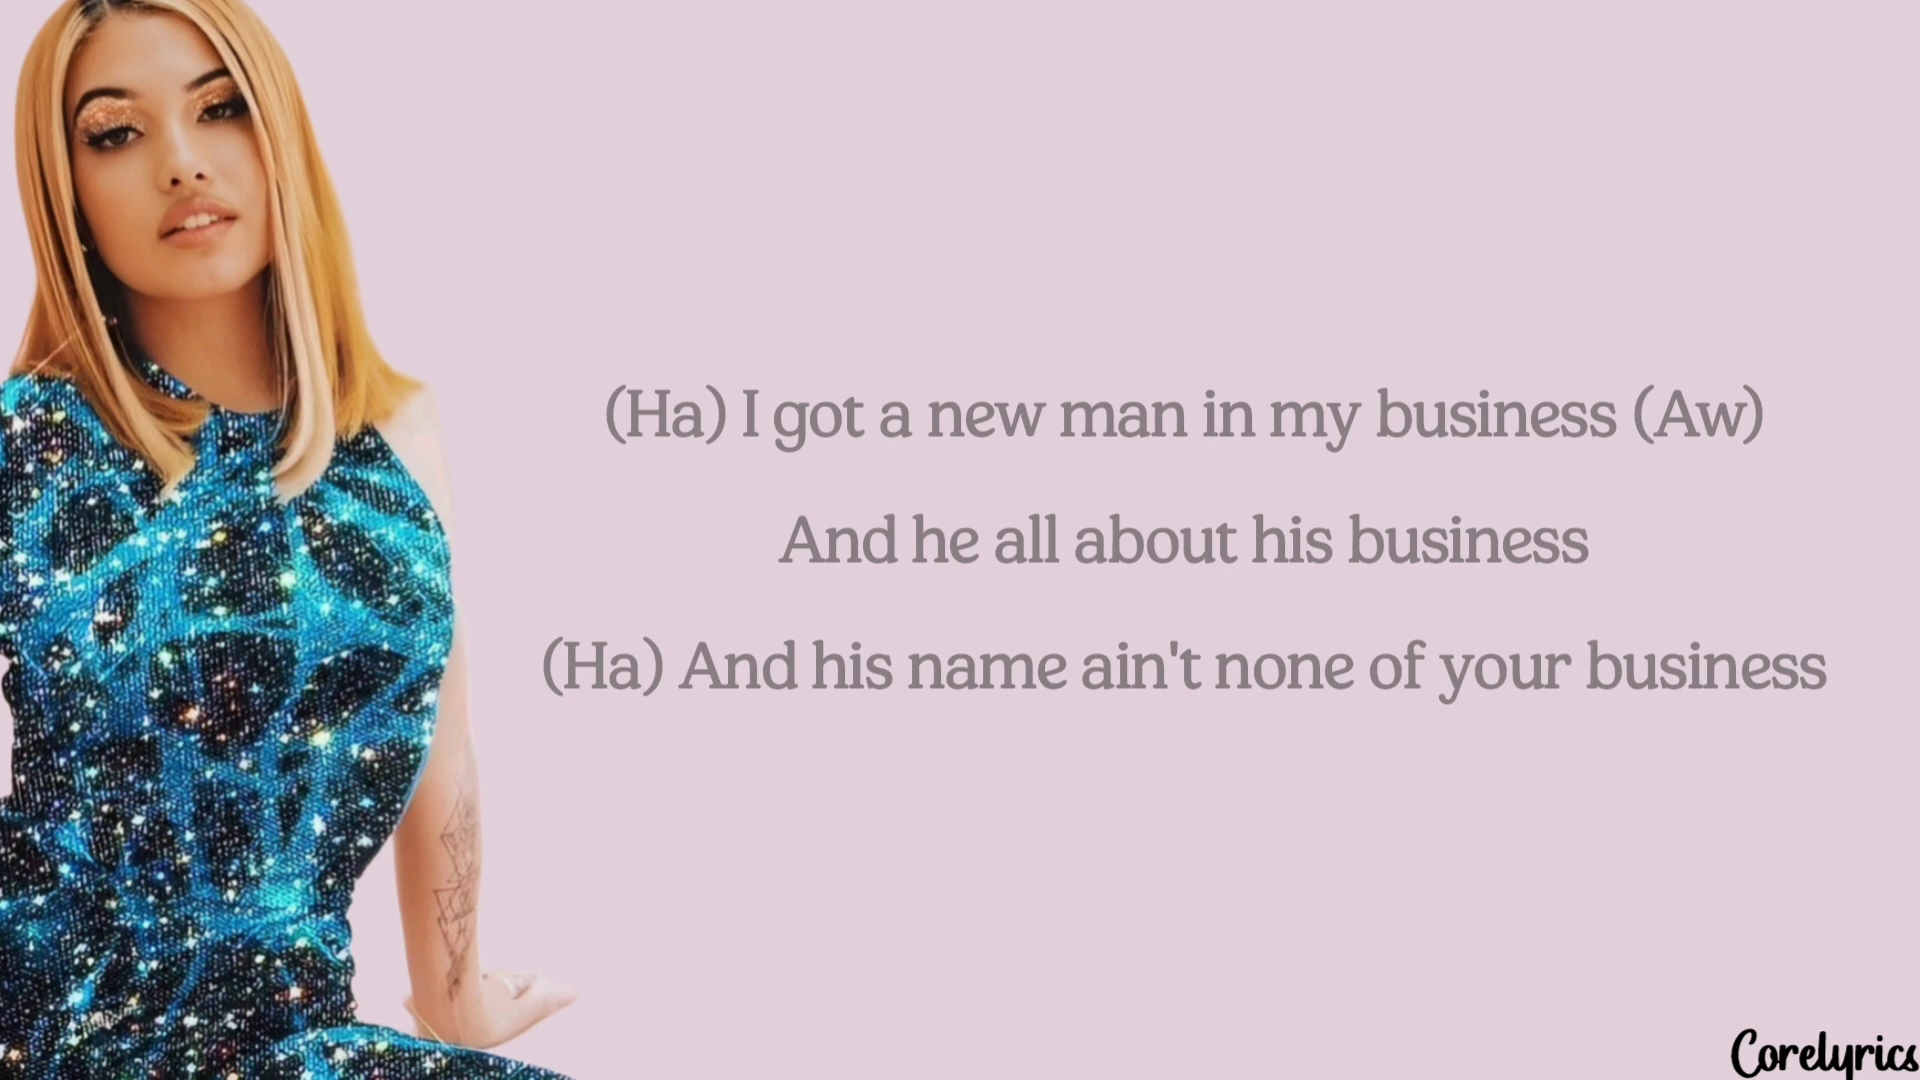 (Ha) I got a new man in my business (Aw)
And he all about his business
(Ha) And his name ain't none of your business
Corelyrics